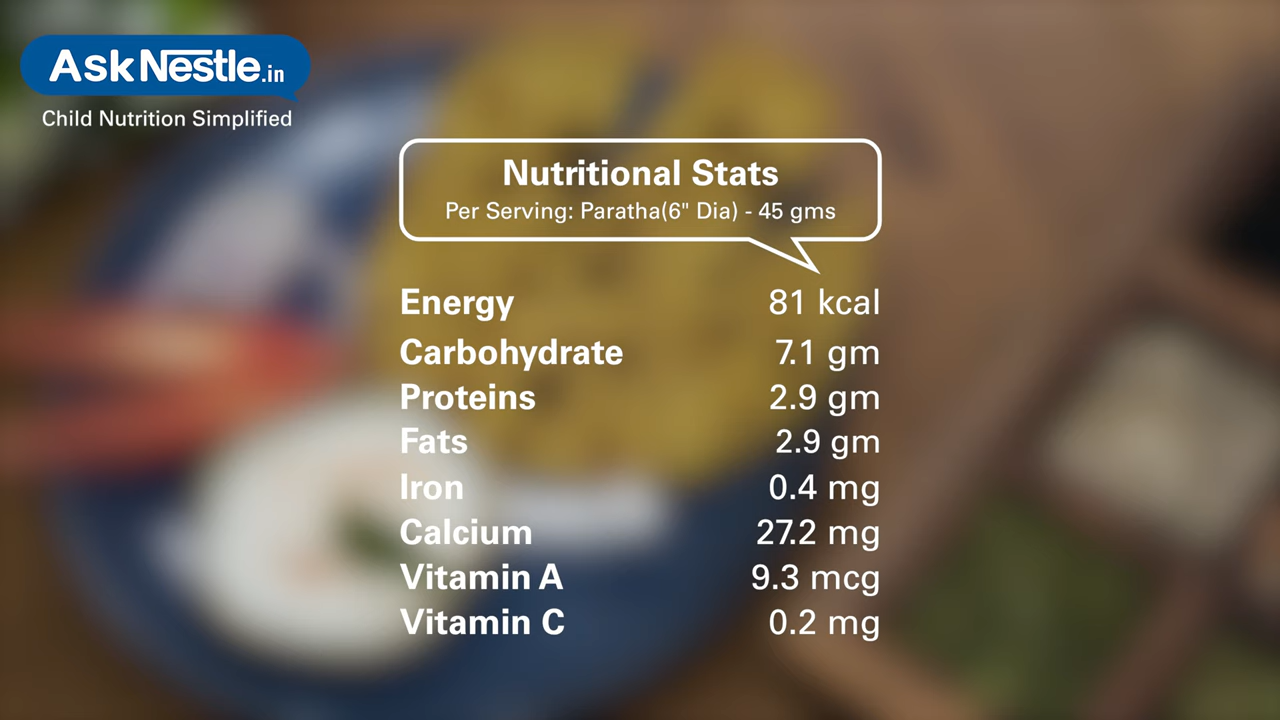 AskNestle.in
Child Nutrition Simplified
Nutritional Stats
Per Serving: Paratha(6" Dia) - 45 gms
Energy 81 kcal
Carbohydrate 7.1 gm
Proteins 2.9 gm
Fats 2.9 gm
Iron 0.4 mg
Calcium 27.2 mg
Vitamin A 9.3 mcg
Vitamin C 0.2 mg